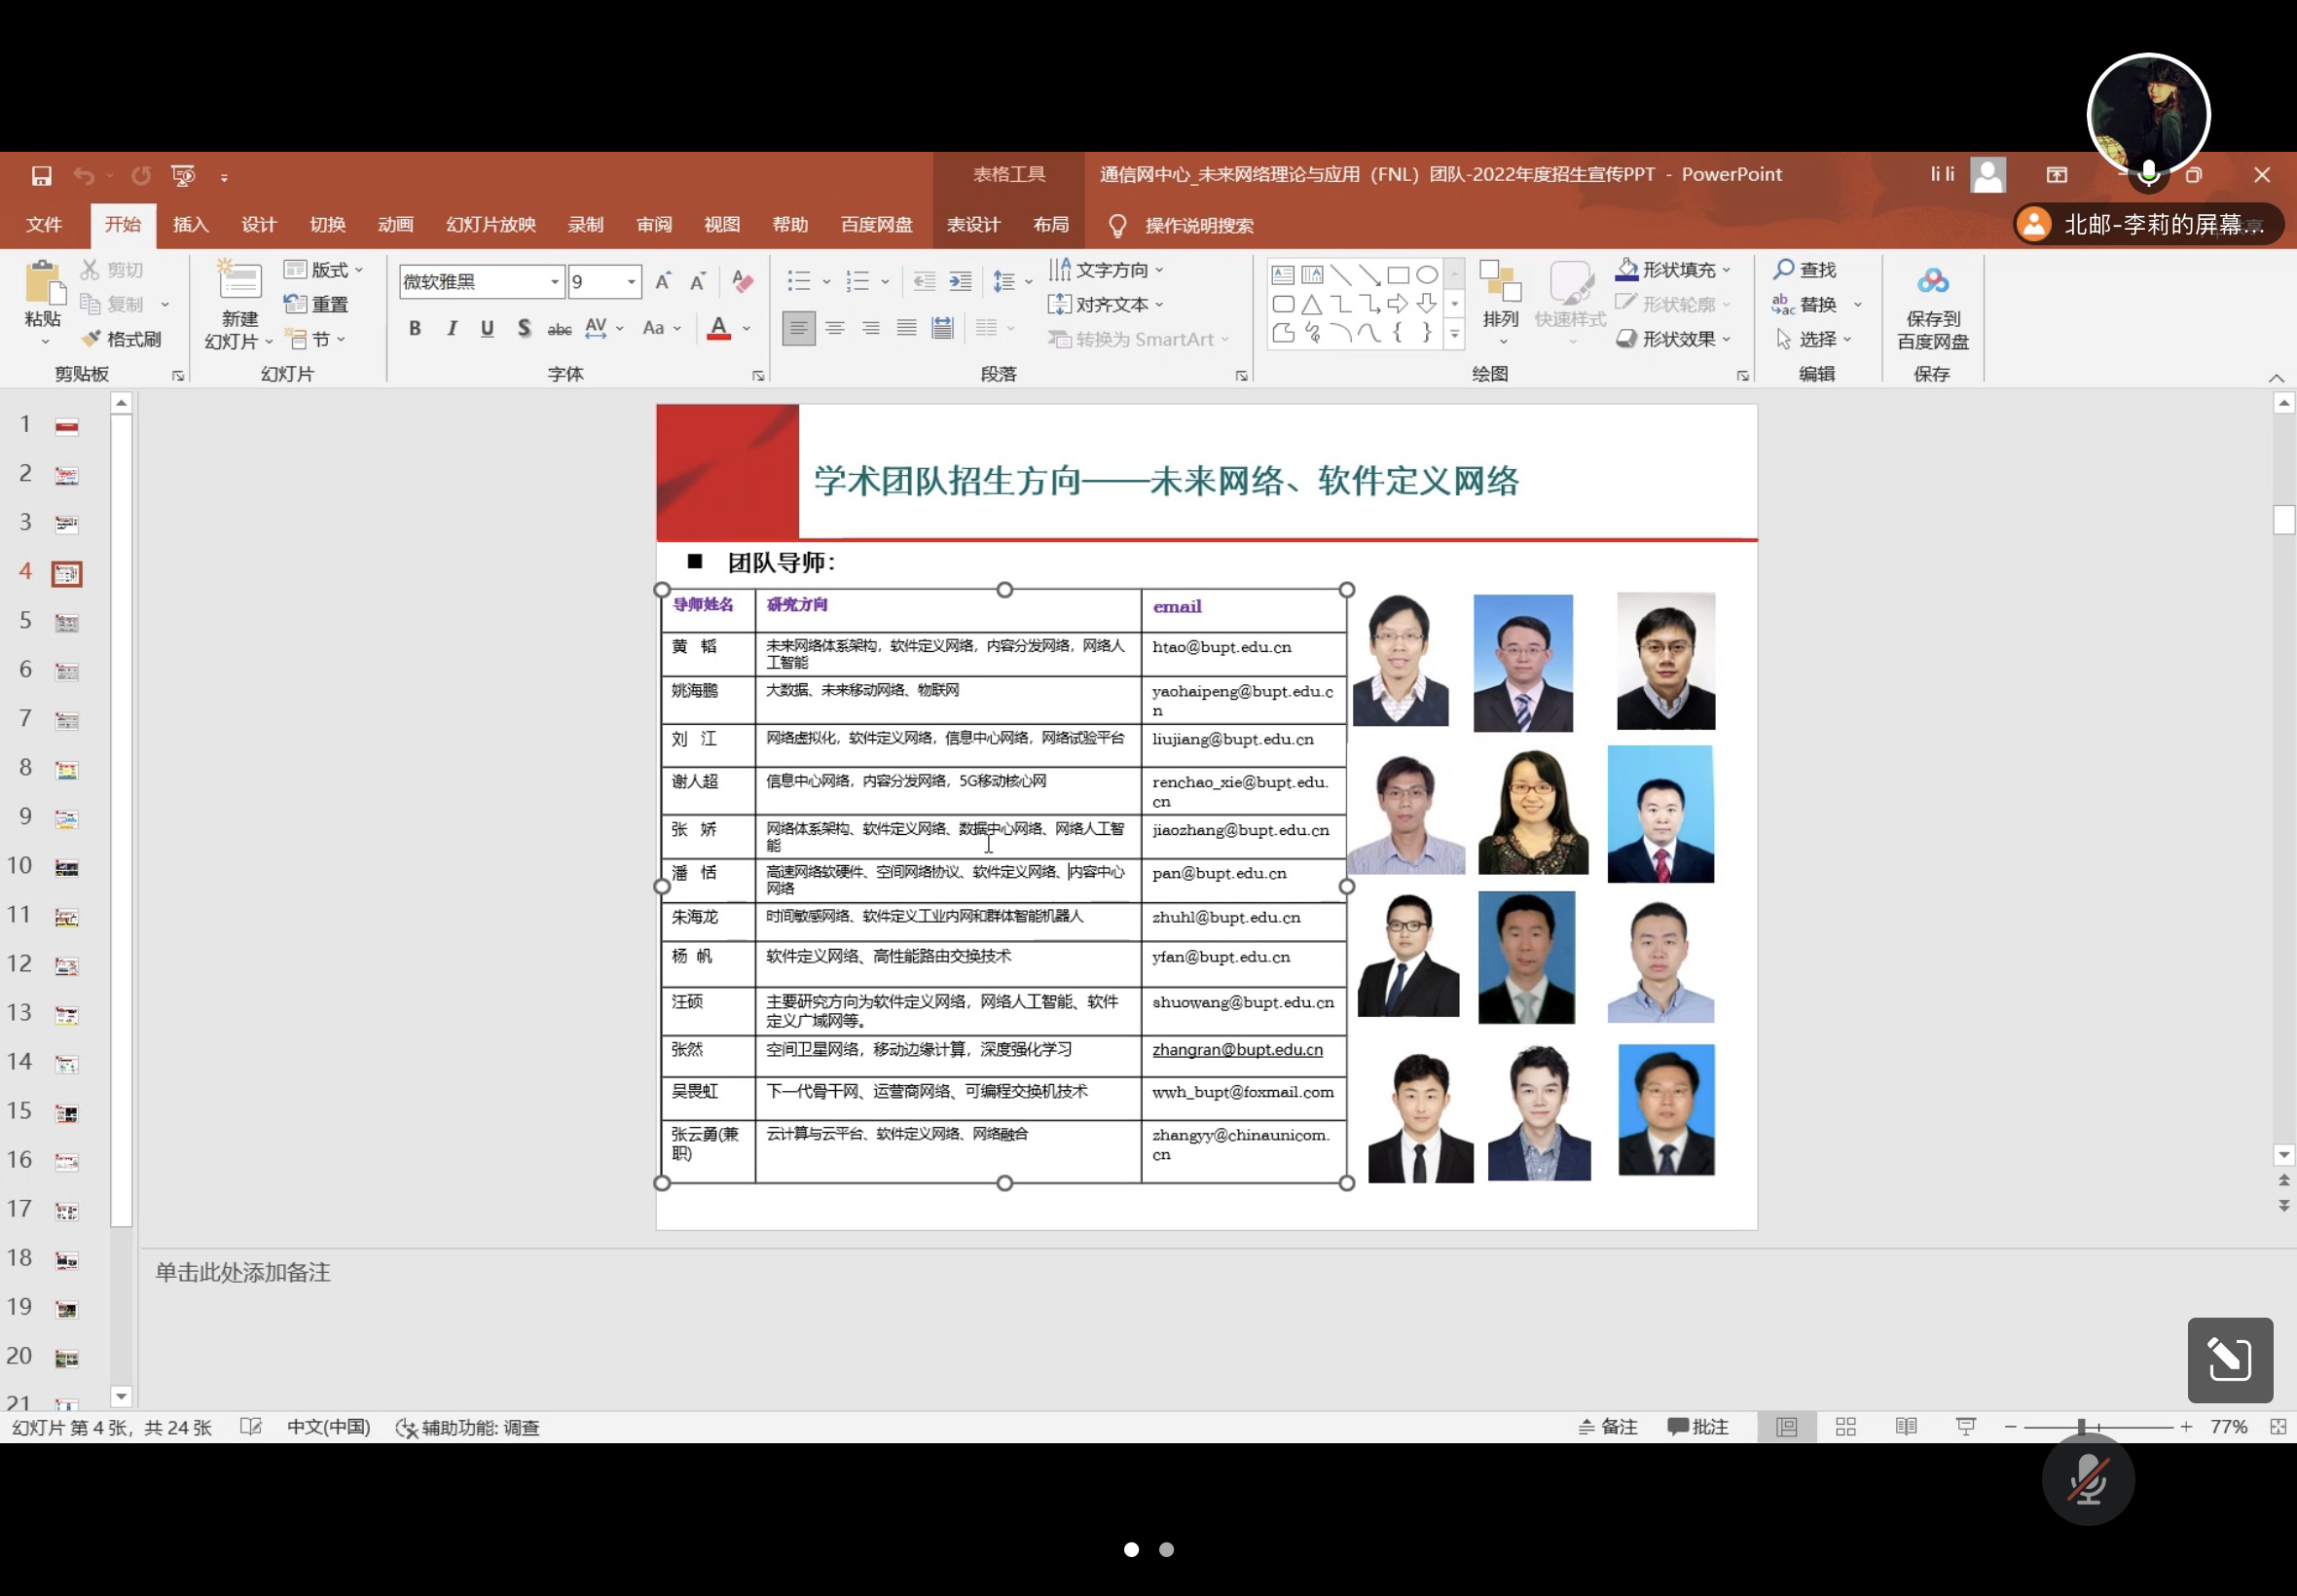 表格工具
通信网中心_未来网络理论与应用（FNL）团队-2022年度招生宣传PPT - PowerPoint
li li
文件 开始 插入 设计 切换 动画 幻灯片放映 录制 审阅 视图 帮助 百度网盘 表设计 布局 操作说明搜索
北邮-李莉的屏幕...
粘贴 剪切 复制 格式刷 剪贴板
新建幻灯片 版式 重置 节 幻灯片
微软雅黑 9
B I U S abc AV Aa A
字体
文字方向 对齐文本 转换为 SmartArt 段落
排列 快速样式 形状填充 形状轮廓 形状效果 绘图
查找 替换 选择 编辑
保存到
百度网盘
保存
1
2
3
4
5
6
7
8
9
10
11
12
13
14
15
16
17
18
19
20
21
学术团队招生方向——未来网络、软件定义网络
■ 团队导师：
导师姓名 研究方向 email
黄 韬 未来网络体系架构，软件定义网络，内容分发网络，网络人工智能 htao@bupt.edu.cn
姚海鹏 大数据、未来移动网络、物联网 yaohaipeng@bupt.edu.cn
刘 江 网络虚拟化，软件定义网络，信息中心网络，网络试验平台 liujiang@bupt.edu.cn
谢人超 信息中心网络，内容分发网络，5G移动核心网 renchao_xie@bupt.edu.cn
张 娇 网络体系架构、软件定义网络、数据中心网络、网络人工智能 jiaozhang@bupt.edu.cn
潘 恬 高速网络软硬件、空间网络协议、软件定义网络、内容中心网络 pan@bupt.edu.cn
朱海龙 时间敏感网络、软件定义工业内网和群体智能机器人 zhuhl@bupt.edu.cn
杨 帆 软件定义网络、高性能路由交换技术 yfan@bupt.edu.cn
汪硕 主要研究方向为软件定义网络，网络人工智能、软件定义广域网等。 shuowang@bupt.edu.cn
张然 空间卫星网络，移动边缘计算，深度强化学习 zhangran@bupt.edu.cn
吴畏虹 下一代骨干网、运营商网络、可编程交换机技术 wwh_bupt@foxmail.com
张云勇(兼职) 云计算与云平台、软件定义网络、网络融合 zhangyy@chinaunicom.cn
单击此处添加备注
幻灯片 第 4 张，共 24 张 中文(中国) 辅助功能: 调查 备注 批注 77%